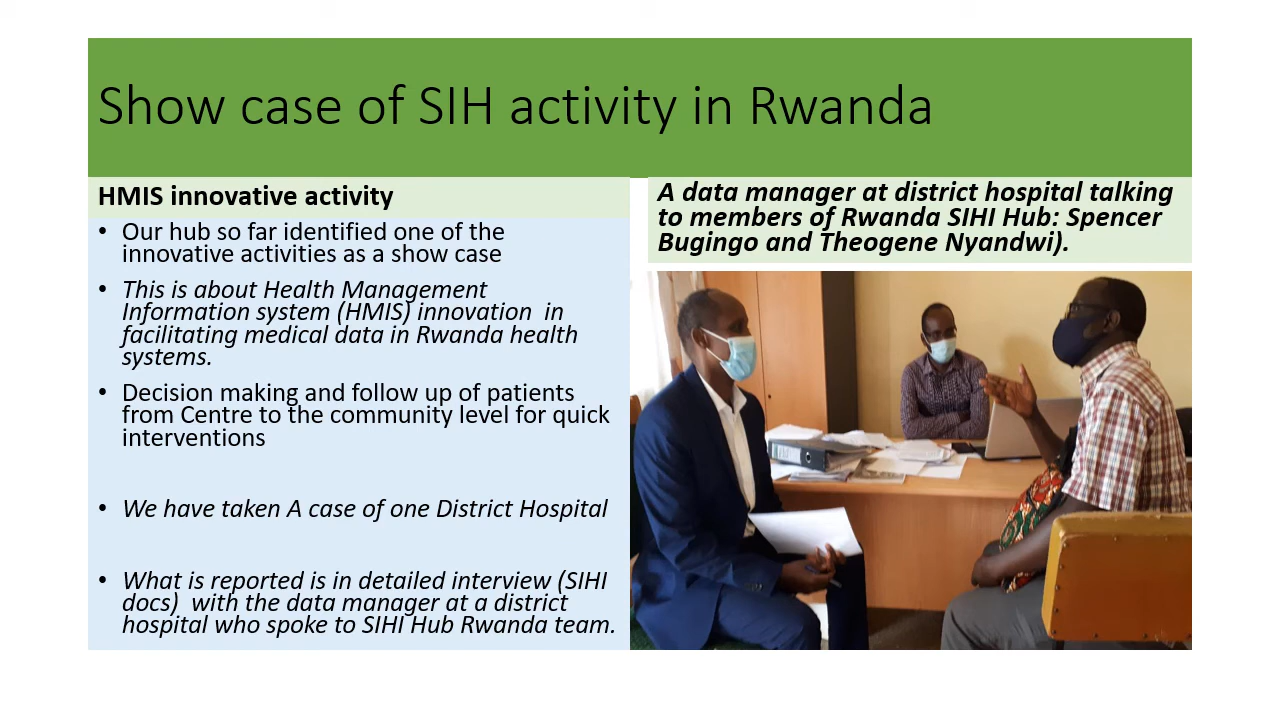 Show case of SIH activity in Rwanda
HMIS innovative activity
• Our hub so far identified one of the
innovative activities as a show case
• This is about Health Management
Information system (HMIS) innovation  in
facilitating medical data in Rwanda health
systems.
• Decision making and follow up of patients
from Centre to the community level for quick
interventions
• We have taken A case of one District Hospital
• What is reported is in detailed interview (SIHI
docs)  with the data manager at a district
hospital who spoke to SIHI Hub Rwanda team.
A data manager at district hospital talking
to members of Rwanda SIHI Hub: Spencer
Bugingo and Theogene Nyandwi).